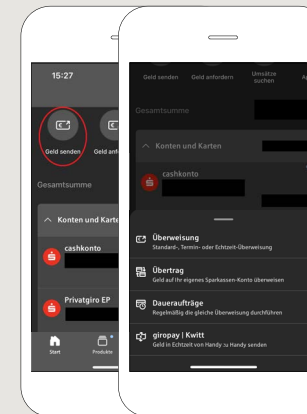 15:27
Geld senden
Geld anf
Gesamtsumme
Konten und Karte
cashkonto
Privatgiro EP
Start
Produkte
Geld senden
Geld anfordern
Umsätze suchen
Gesamtsumme
Konten und Karten
cashkonto
Überweisung
Standard-, Termin- oder Echtzeit-Überweisung
Übertrag
Geld auf Ihr eigenes Sparkassen-Konto überweisen
Daueraufträge
Regelmäßig die gleiche Überweisung durchführen
giropay | Kwitt
Geld in Echtzeit von Handy zu Handy senden